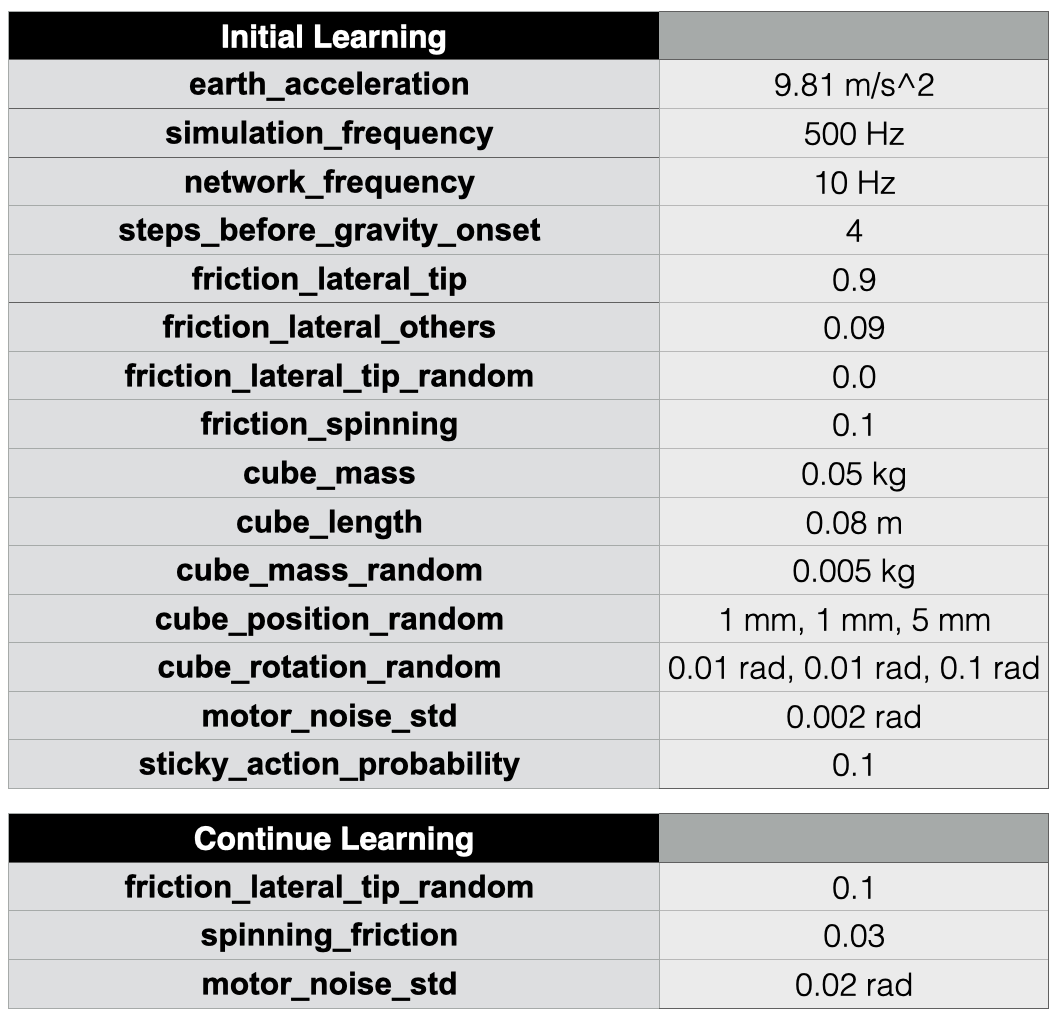 Initial Learning
earth_acceleration 9.81 m/s^2
simulation_frequency 500 Hz
network_frequency 10 Hz
steps_before_gravity_onset 4
friction_lateral_tip 0.9
friction_lateral_others 0.09
friction_lateral_tip_random 0.0
friction_spinning 0.1
cube_mass 0.05 kg
cube_length 0.08 m
cube_mass_random 0.005 kg
cube_position_random 1 mm, 1 mm, 5 mm
cube_rotation_random 0.01 rad, 0.01 rad, 0.1 rad
motor_noise_std 0.002 rad
sticky_action_probability 0.1
Continue Learning
friction_lateral_tip_random 0.1
spinning_friction 0.03
motor_noise_std 0.02 rad